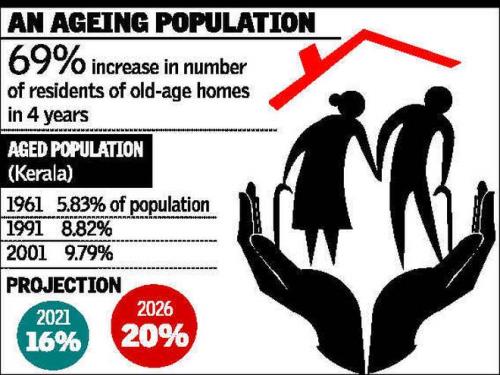 AN AGEING POPULATION
69% increase in number
of residents of old-age homes
in 4 years
AGED POPULATION
(Kerala)
1961 5.83% of population
1991 8.82%
2001 9.79%
PROJECTION
2021
16%
2026
20%